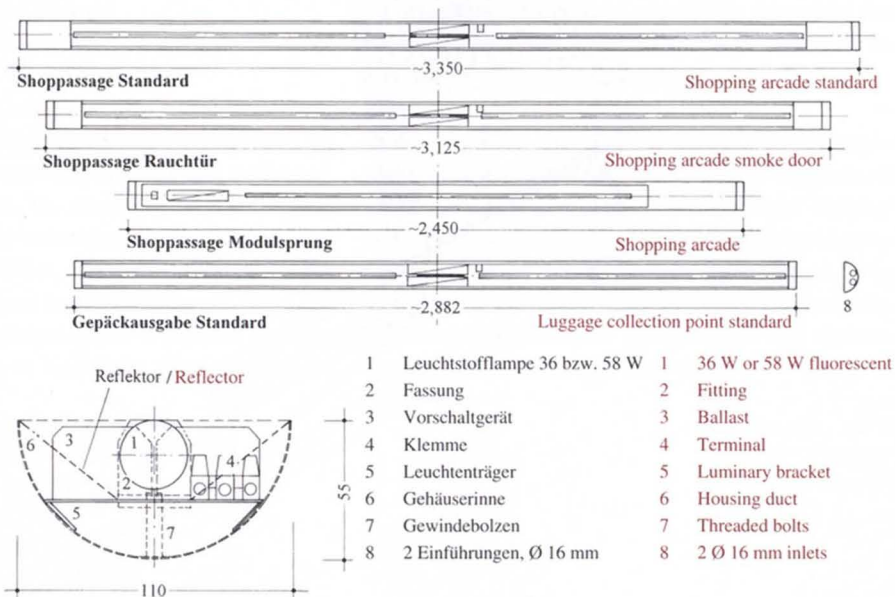 ~3,350
Shoppassage Standard Shopping arcade standard
~3,125
Shoppassage Rauchtür Shopping arcade smoke door
~2,450
Shoppassage Modulsprung Shopping arcade
~2,882
8
Gepäckausgabe Standard Luggage collection point standard
Reflektor / Reflector
6 3 1 4
2
5 7
55
110
1 Leuchtstofflampe 36 bzw. 58 W 1 36 W or 58 W fluorescent
2 Fassung 2 Fitting
3 Vorschaltgerät 3 Ballast
4 Klemme 4 Terminal
5 Leuchtenträger 5 Luminary bracket
6 Gehäuserinne 6 Housing duct
7 Gewindebolzen 7 Threaded bolts
8 2 Einführungen, Ø 16 mm 8 2 Ø 16 mm inlets